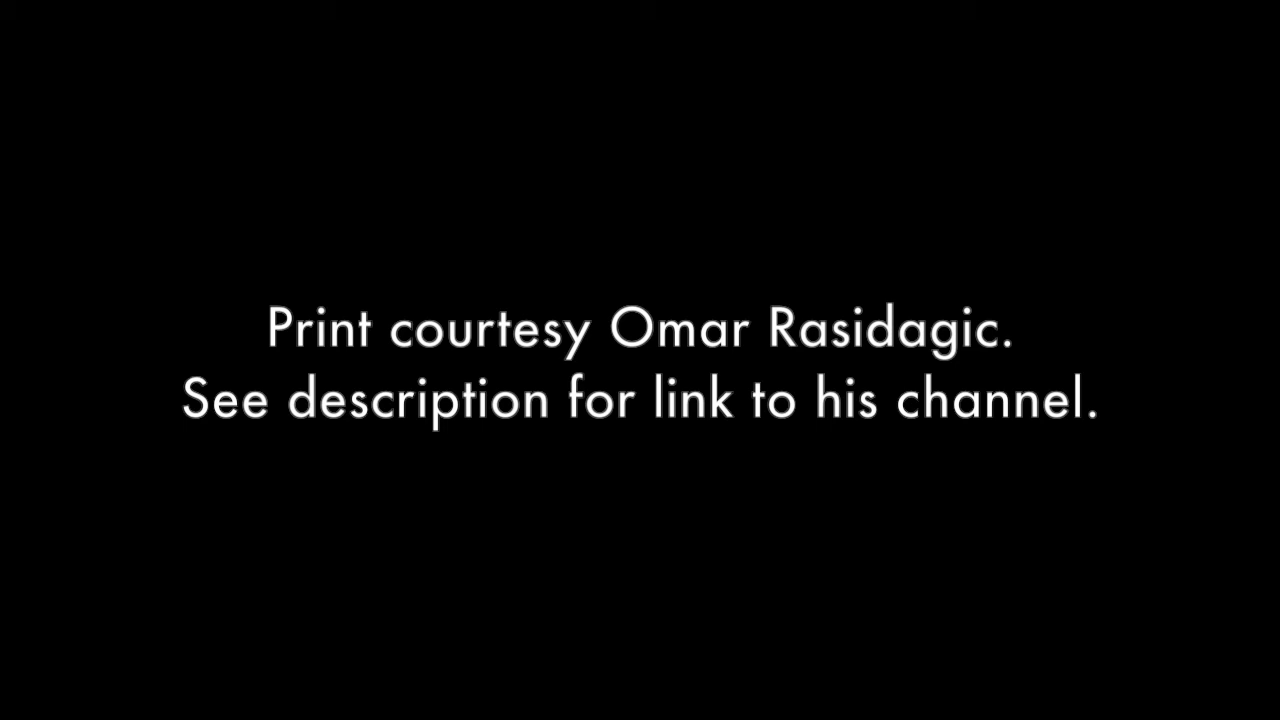 Print courtesy Omar Rasidagic.
See description for link to his channel.